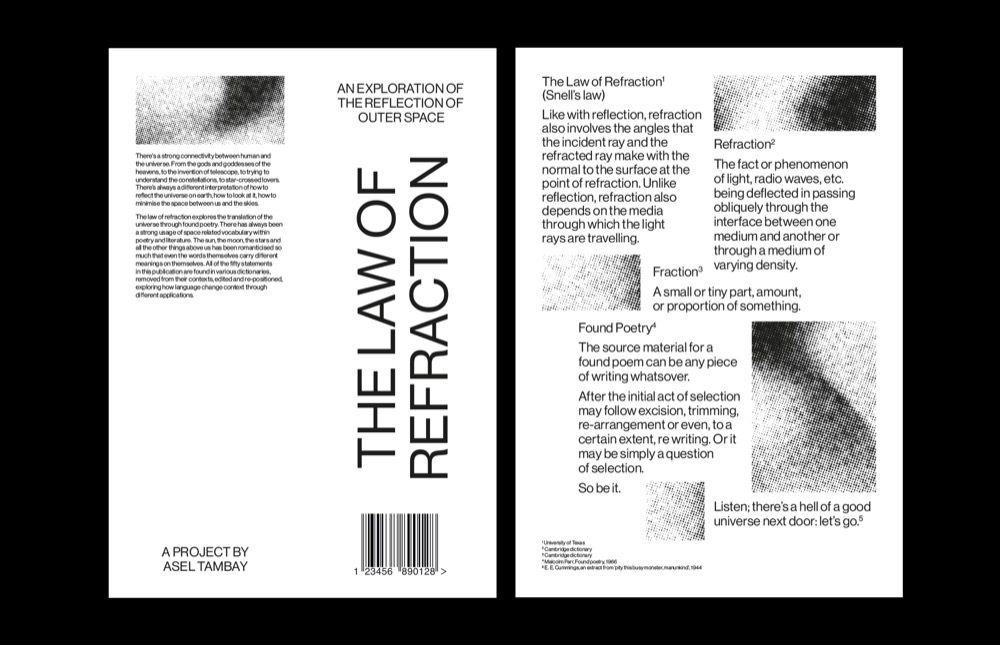 There's a strong connectivity between human and
the universe. From the gods and goddesses of the
heavens, to the invention of telescope, to trying to
understand the constellations, to star-crossed lovers.
There's always a different interpretation of how to
reflect the universe on earth, how to look at it, how to
minimise the space between us and the skies.
The law of refraction explores the translation of the
universe through found poetry. There has always been
a strong usage of space related vocabulary within
poetry and literature. The sun, the moon, the stars and
all the other things above us has been romanticised so
much that even the words themselves carry different
meanings on themselves. All of the fifty statements
in this publication are found in various dictionaries,
removed from their contexts, edited and re-positioned,
exploring how language change context through
different applications.
AN EXPLORATION OF
THE REFLECTION OF
OUTER SPACE
THE LAW OF
REFRACTION
A PROJECT BY
ASEL TAMBAY
1 23456 890128 >
The Law of Refraction¹
(Snell's law)
Like with reflection, refraction
also involves the angles that
the incident ray and the
refracted ray make with the
normal to the surface at the
point of refraction. Unlike
reflection, refraction also
depends on the media
through which the light
rays are travelling.
Refraction²
The fact or phenomenon
of light, radio waves, etc.
being deflected in passing
obliquely through the
interface between one
medium and another or
through a medium of
varying density.
Fraction³
A small or tiny part, amount,
or proportion of something.
Found Poetry⁴
The source material for a
found poem can be any piece
of writing whatsover.
After the initial act of selection
may follow excision, trimming,
re-arrangement or even, to a
certain extent, re writing. Or it
may be simply a question
of selection.
So be it.
Listen; there's a hell of a good
universe next door: let's go.⁵
¹University of Texas
²Cambridge dictionary
³Cambridge dictionary
⁴Malcolm Parr, Found poetry, 1966
⁵E. E. Cummings, an extract from 'pity this busy monster, manunkind', 1944